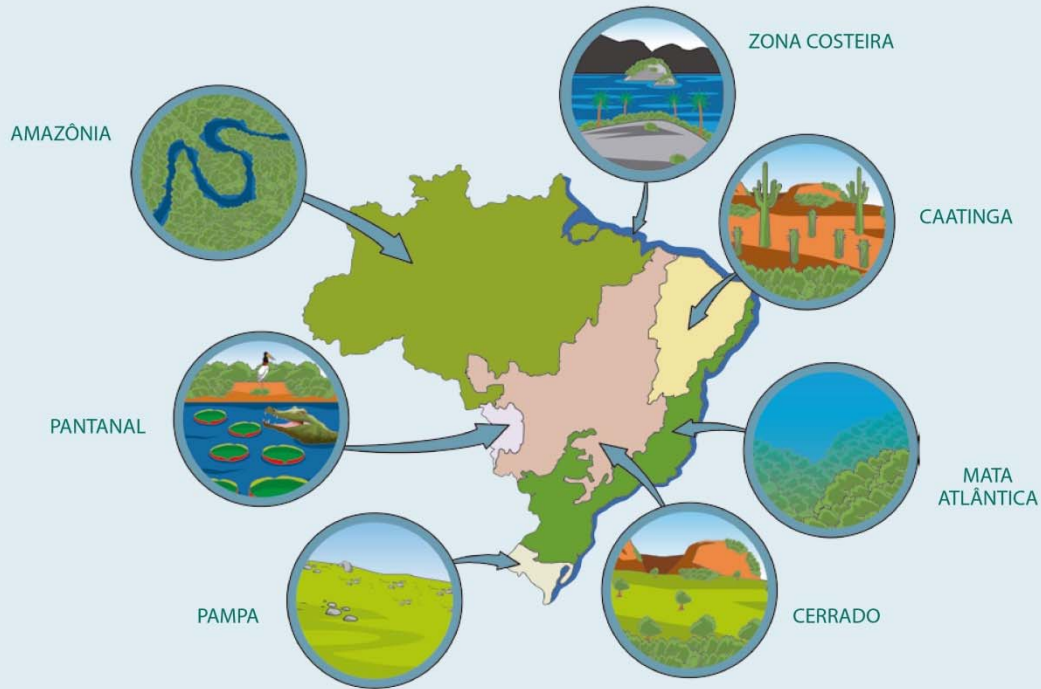 ZONA COSTEIRA
AMAZÔNIA
CAATINGA
PANTANAL
MATA
ATLÂNTICA
PAMPA
CERRADO